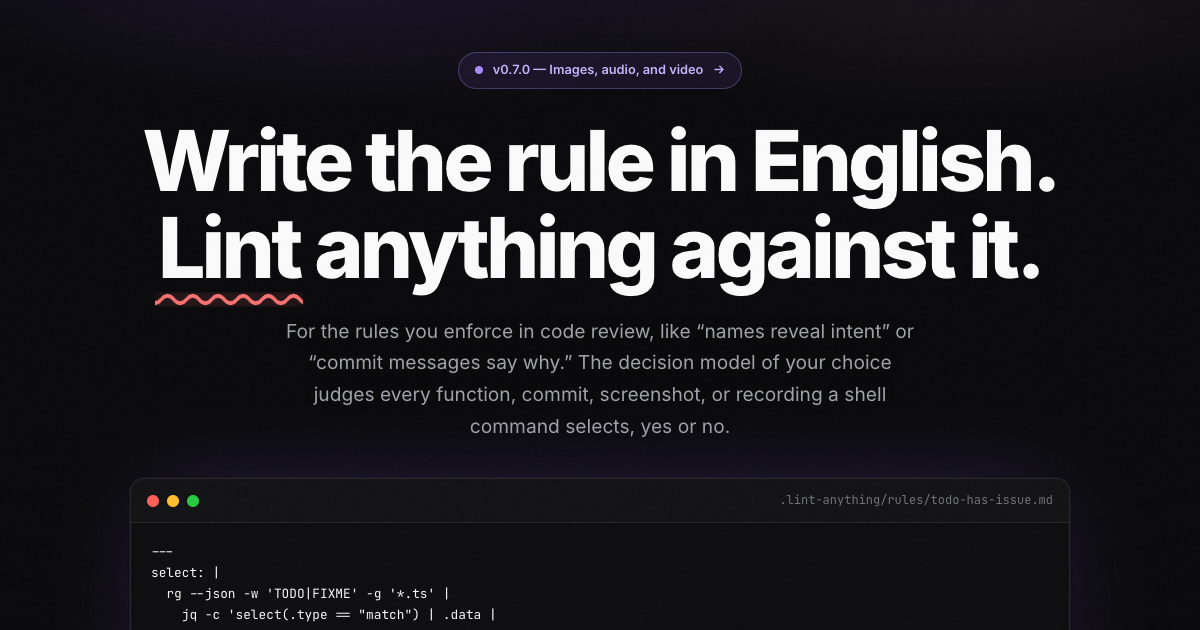 v0.7.0 — Images, audio, and video →
Write the rule in English.
Lint anything against it.
For the rules you enforce in code review, like “names reveal intent” or
“commit messages say why.” The decision model of your choice
judges every function, commit, screenshot, or recording a shell
command selects, yes or no.
.lint-anything/rules/todo-has-issue.md
---
select: |
  rg --json -w 'TODO|FIXME' -g '*.ts' |
    jq -c 'select(.type == "match") | .data |